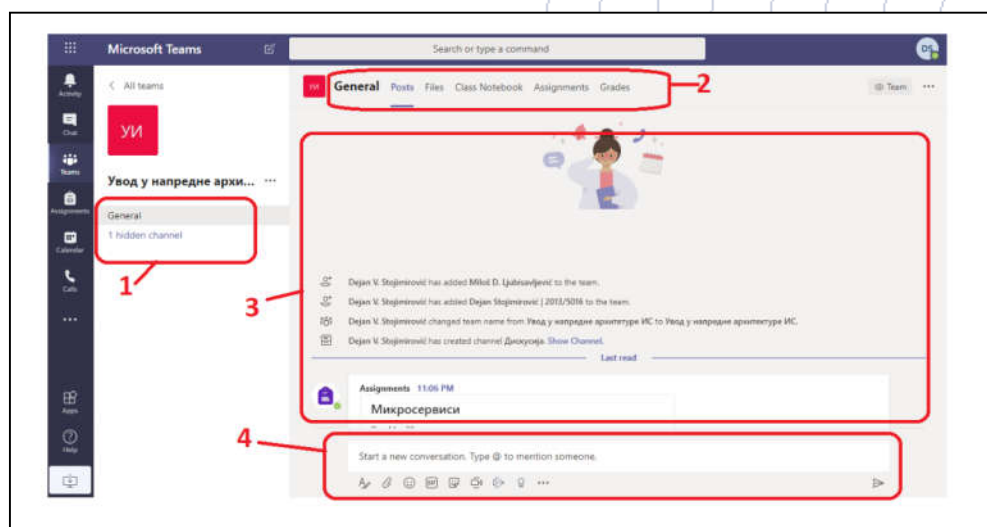 Microsoft Teams
Search or type a command
DS
Activity
Chat
Teams
Assignments
Calendar
Calls
Apps
Help
All teams
УИ
Увод у напредне архи...
General
1 hidden channel
1
УИ
General Posts Files Class Notebook Assignments Grades
2
Team
3
Dejan V. Stojimirović has added Miloš D. Ljubisavljević to the team.
Dejan V. Stojimirović has added Dejan Stojimirovic | 2013/5016 to the team.
Dejan V. Stojimirović changed team name from Увод у напредне архитетуре ИС to Увод у напредне архитектуре ИС.
Dejan V. Stojimirović has created channel Дискусија. Show Channel.
Last read
Assignments 11:06 PM
Микросервиси
4
Start a new conversation. Type @ to mention someone.
GIF